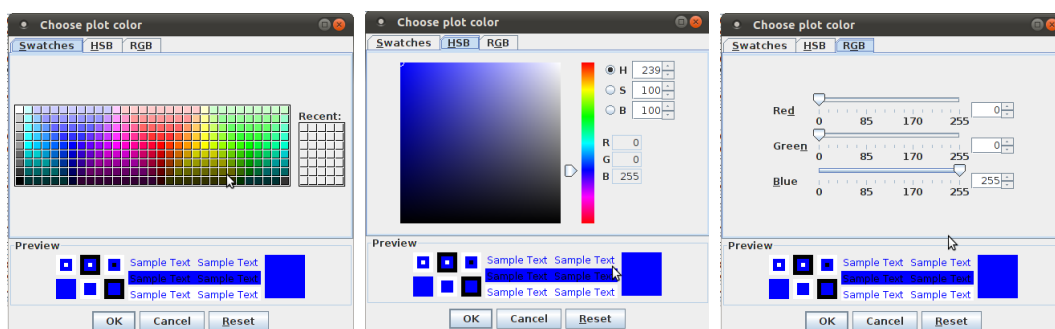 Choose plot color
Swatches HSB RGB
Recent:
Preview
Sample Text Sample Text
Sample Text Sample Text
Sample Text Sample Text
OK Cancel Reset
Choose plot color
Swatches HSB RGB
H 239
S 100
B 100
R 0
G 0
B 255
Preview
Sample Text Sample Text
Sample Text Sample Text
Sample Text Sample Text
OK Cancel Reset
Choose plot color
Swatches HSB RGB
Red 0
0 85 170 255
Green 0
0 85 170 255
Blue 255
0 85 170 255
Preview
Sample Text Sample Text
Sample Text Sample Text
Sample Text Sample Text
OK Cancel Reset